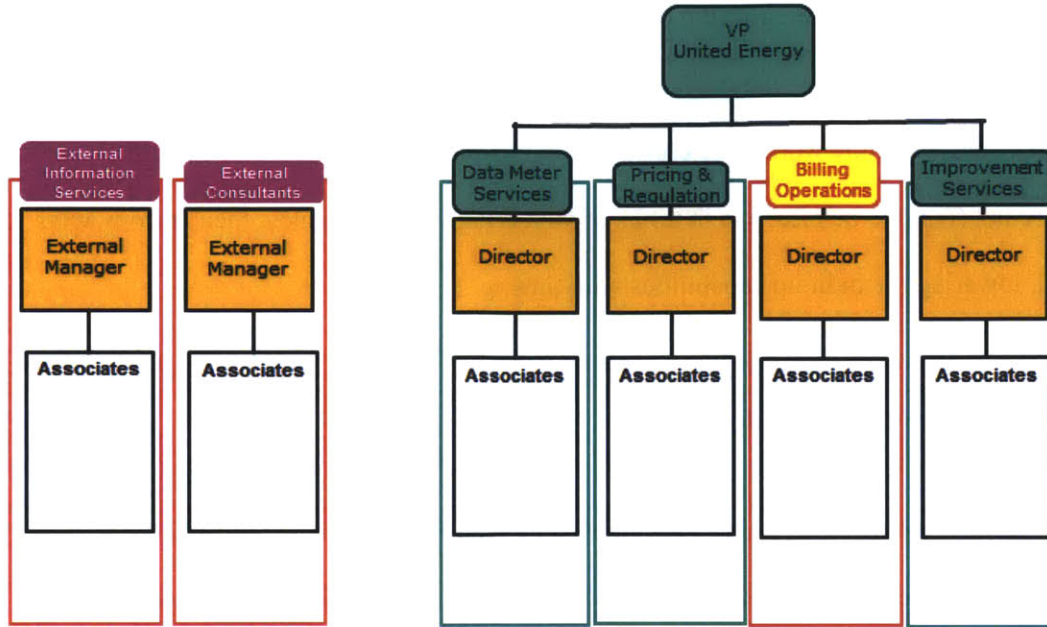 VP
United Energy
External
Information
Services
External
Consultants
Data Meter
Services
Pricing &
Regulation
Billing
Operations
Improvement
Services
External
Manager
External
Manager
Director
Director
Director
Director
Associates
Associates
Associates
Associates
Associates
Associates